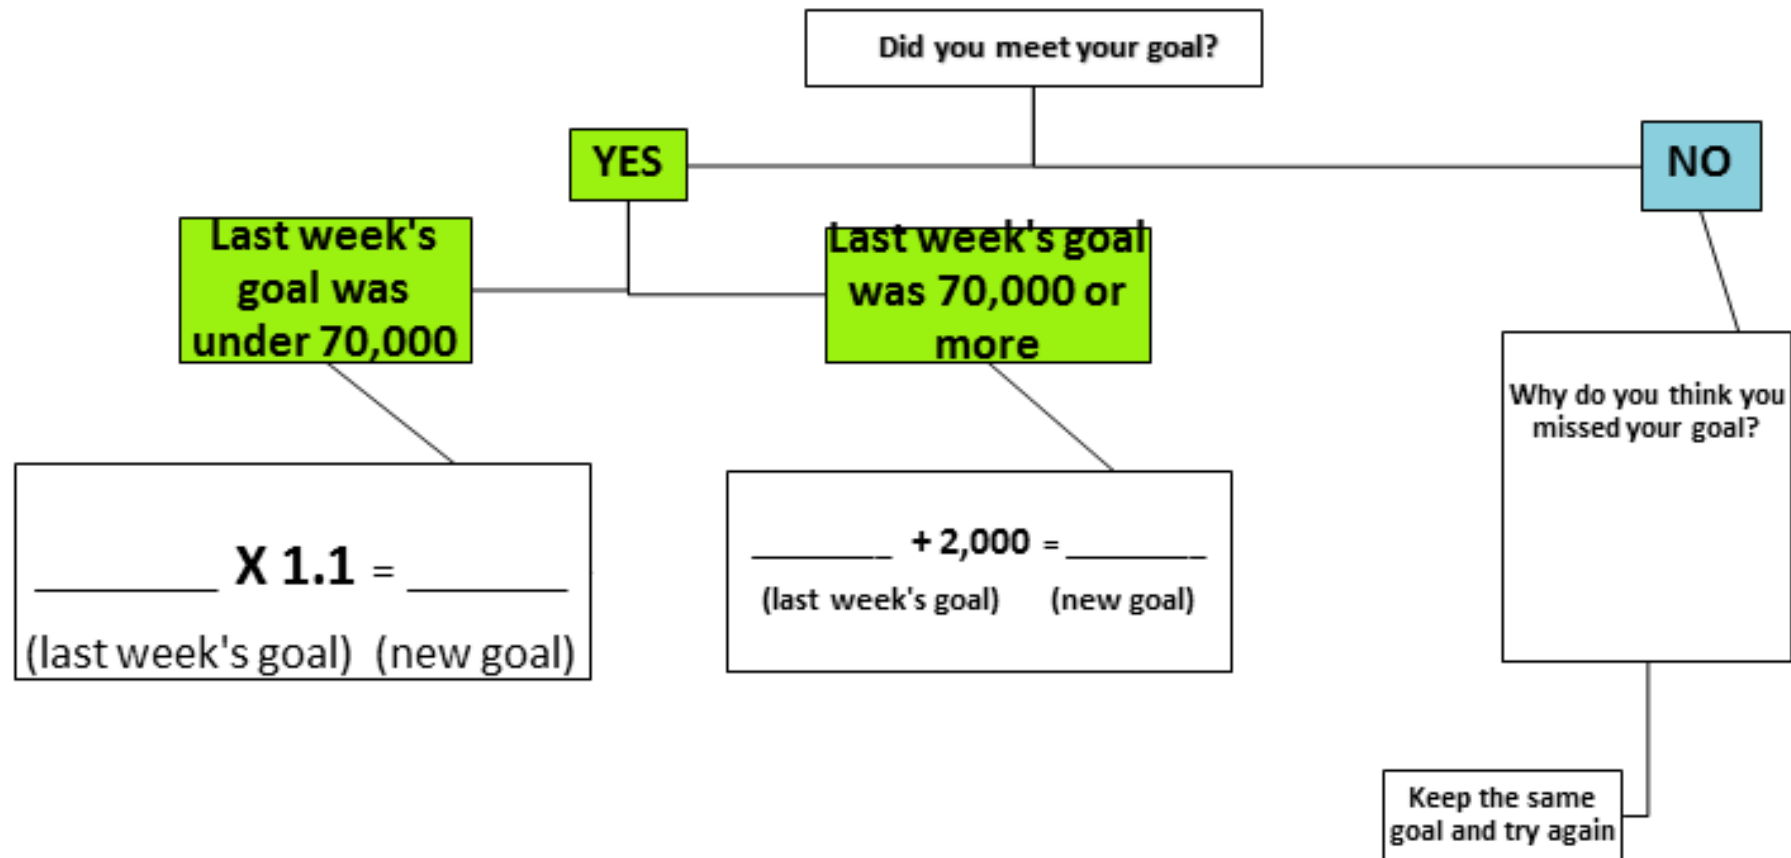 Did you meet your goal?
YES
NO
Last week's
goal was
under 70,000
Last week's goal
was 70,000 or
more
Why do you think you
missed your goal?
________ X 1.1 = _______
(last week's goal) (new goal)
________ + 2,000 = ________
(last week's goal) (new goal)
Keep the same
goal and try again